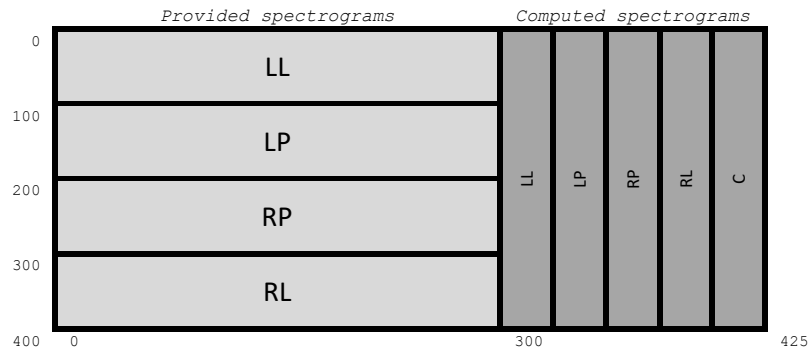 Provided spectrograms Computed spectrograms
0
LL
100
LP
LL LP RP RL C
200
RP
300
RL
400 0 300 425